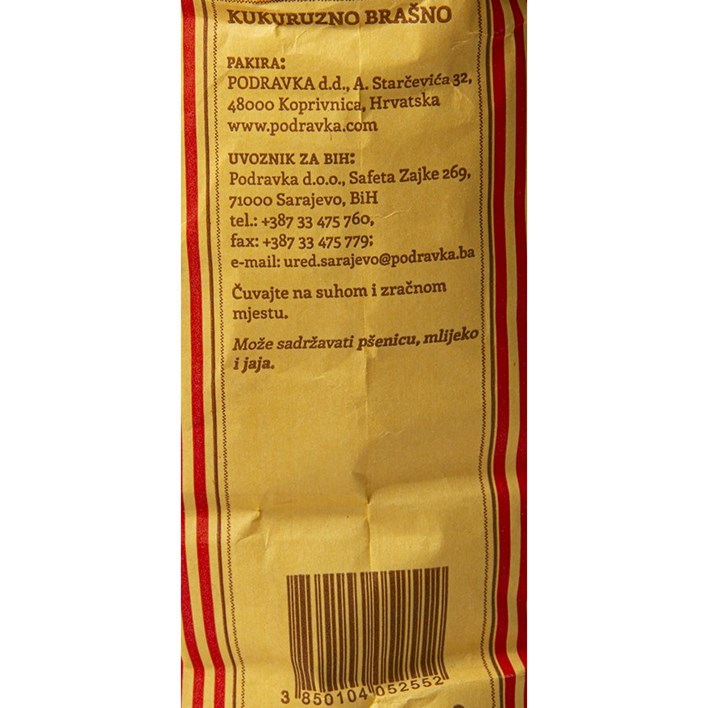 KUKURUZNO BRAŠNO
PAKIRA:
PODRAVKA d.d., A. Starčevića 32,
48000 Koprivnica, Hrvatska
www.podravka.com
UVOZNIK ZA BIH:
Podravka d.o.o., Safeta Zajke 269,
71000 Sarajevo, BiH
tel.: +387 33 475 760,
fax: +387 33 475 779;
e-mail: ured.sarajevo@podravka.ba
Čuvajte na suhom i zračnom
mjestu.
Može sadržavati pšenicu, mlijeko
i jaja.
3 850104 052552